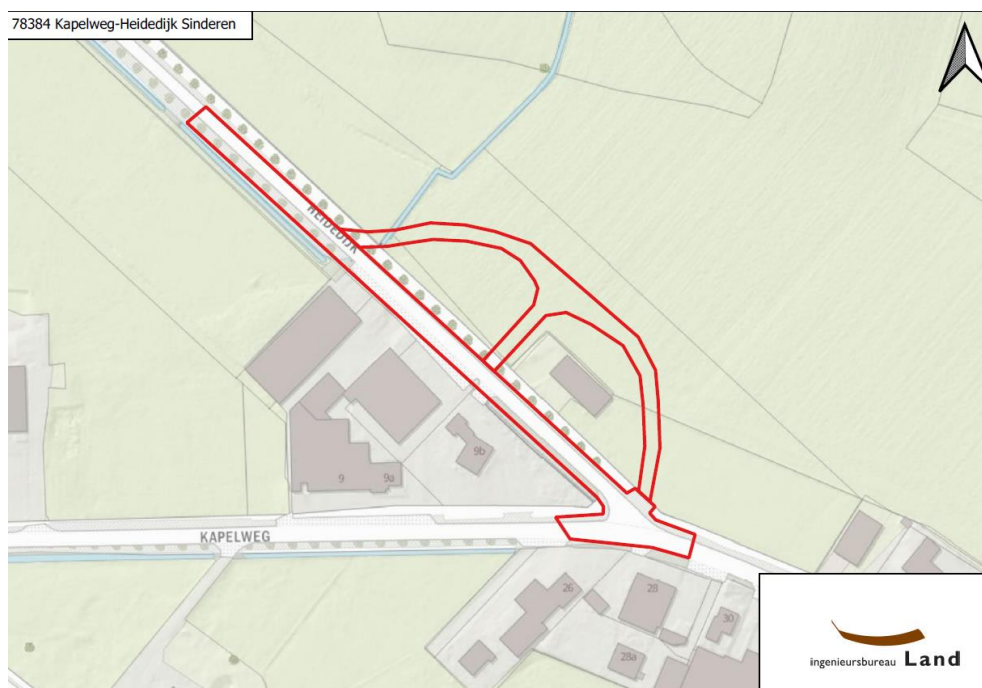 78384 Kapelweg-Heidedijk Sinderen
HEIDEDIJK
9b
9
9a
KAPELWEG
26
28
30
28a
ingenieursbureau Land